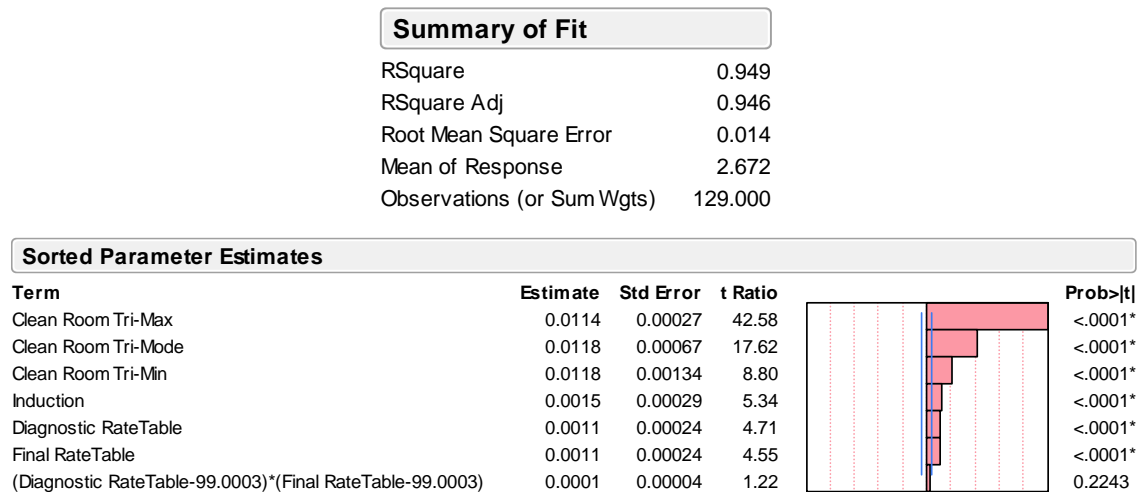 Summary of Fit
RSquare 0.949
RSquare Adj 0.946
Root Mean Square Error 0.014
Mean of Response 2.672
Observations (or Sum Wgts) 129.000
Sorted Parameter Estimates
Term Estimate Std Error t Ratio Prob>|t|
Clean Room Tri-Max 0.0114 0.00027 42.58 <.0001*
Clean Room Tri-Mode 0.0118 0.00067 17.62 <.0001*
Clean Room Tri-Min 0.0118 0.00134 8.80 <.0001*
Induction 0.0015 0.00029 5.34 <.0001*
Diagnostic RateTable 0.0011 0.00024 4.71 <.0001*
Final RateTable 0.0011 0.00024 4.55 <.0001*
(Diagnostic RateTable-99.0003)*(Final RateTable-99.0003) 0.0001 0.00004 1.22 0.2243